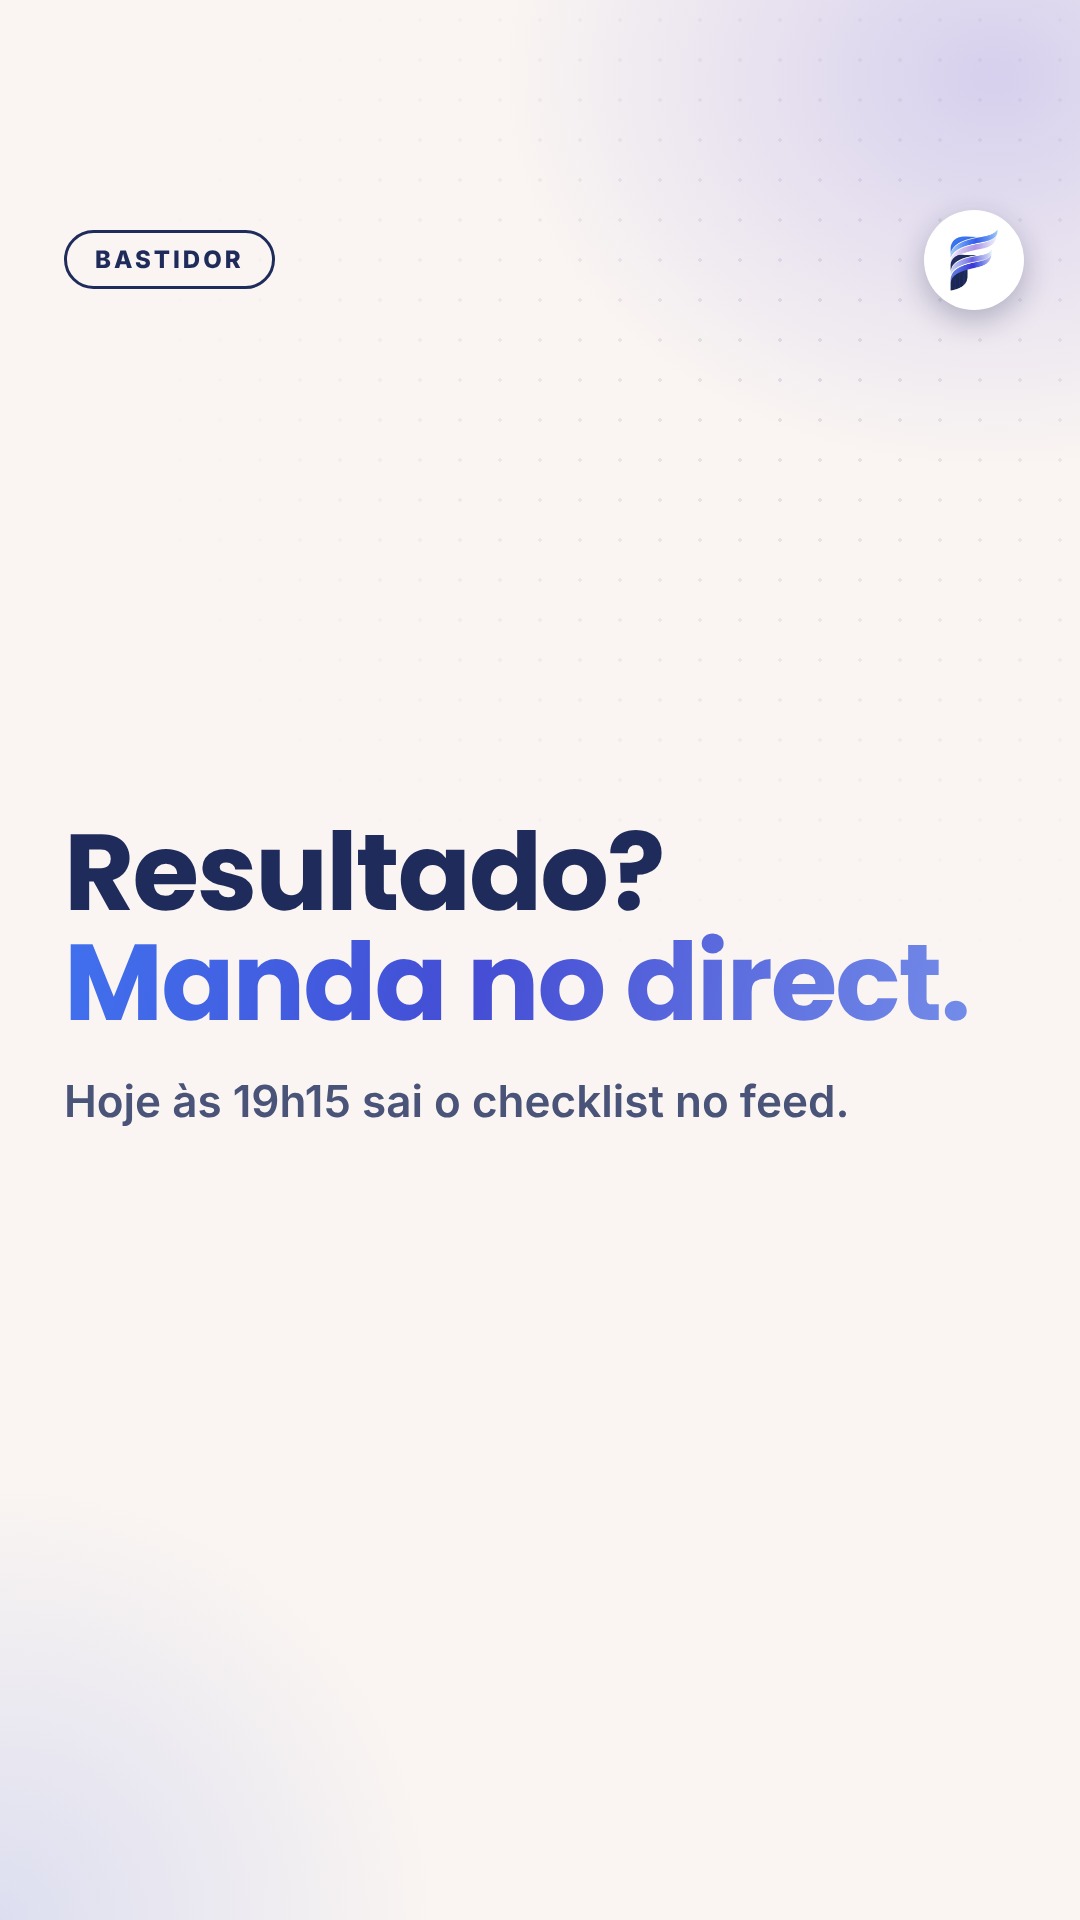 BASTIDOR
Resultado?
Manda no direct.
Hoje às 19h15 sai o checklist no feed.